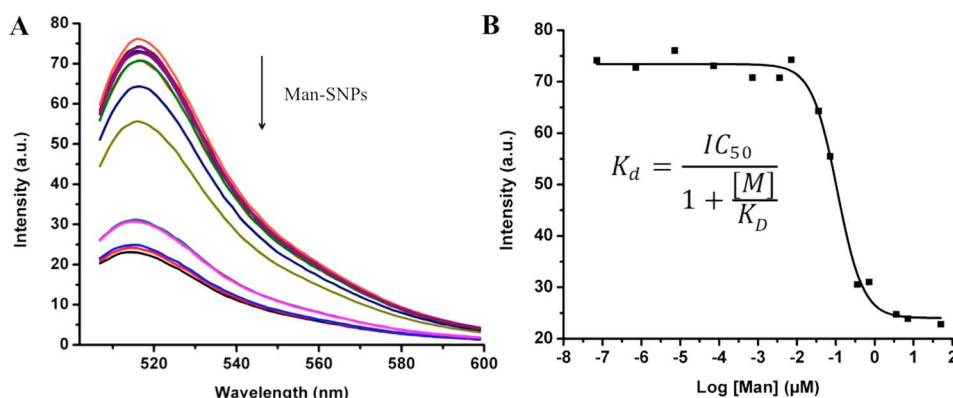 A
80
70
60
50
40
30
20
10
0
Intensity (a.u.)
Man-SNPs
520 540 560 580 600
Wavelength (nm)
B
80
70
60
50
40
30
20
Intensity (a.u.)
K_d = IC_50 / (1 + [M] / K_D)
-8 -7 -6 -5 -4 -3 -2 -1 0 1 2
Log [Man] (µM)